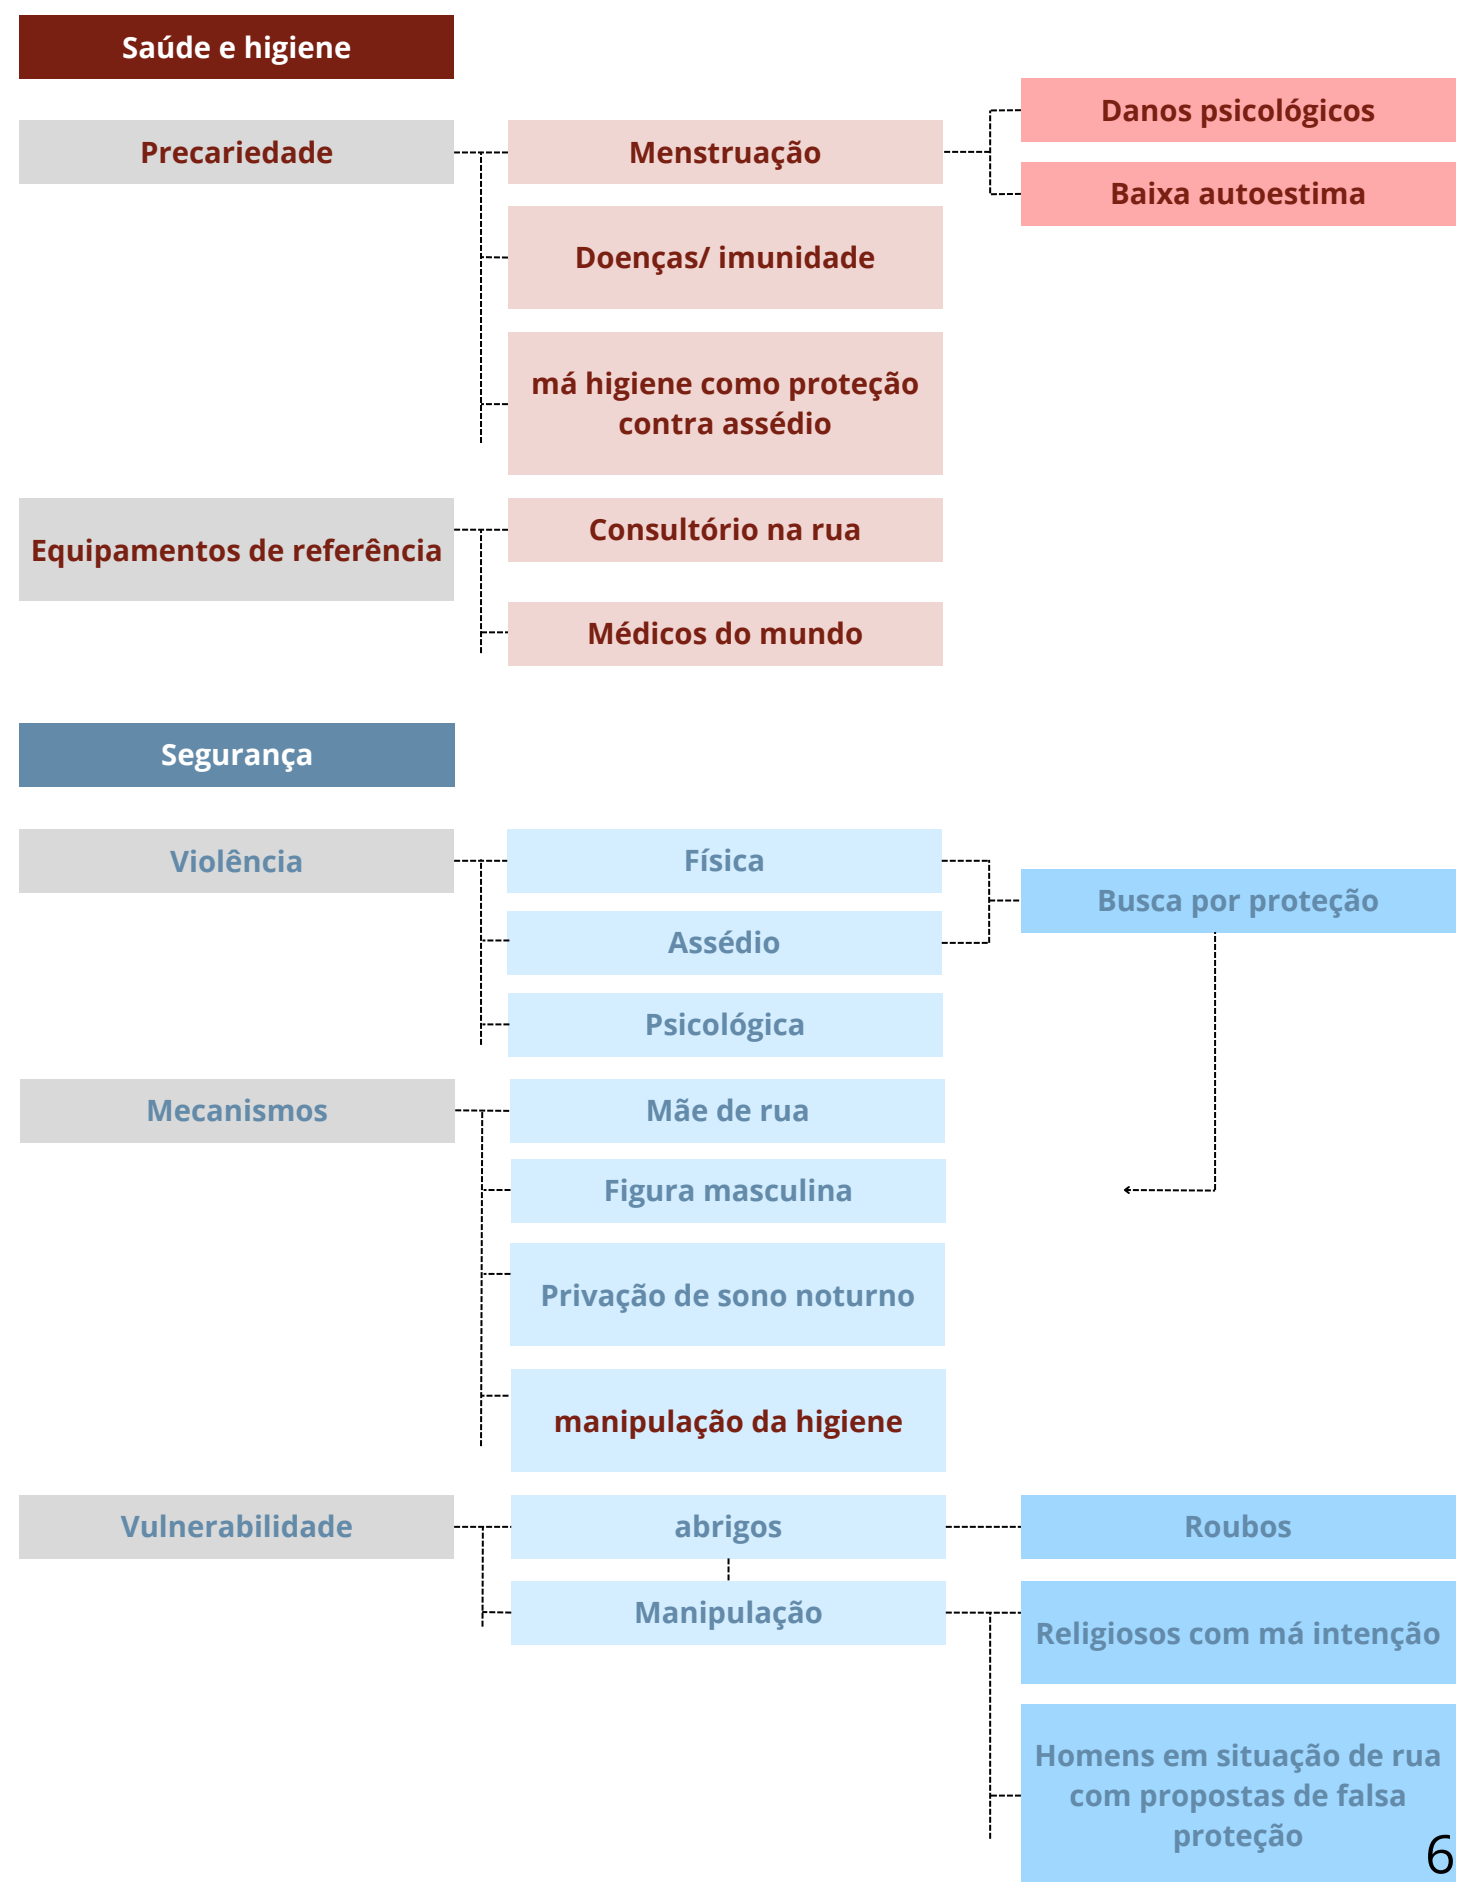 Saúde e higiene
Precariedade
Menstruação
Danos psicológicos
Baixa autoestima
Doenças/ imunidade
má higiene como proteção
contra assédio
Equipamentos de referência
Consultório na rua
Médicos do mundo
Segurança
Violência
Física
Busca por proteção
Assédio
Psicológica
Mecanismos
Mãe de rua
Figura masculina
Privação de sono noturno
manipulação da higiene
Vulnerabilidade
abrigos
Roubos
Manipulação
Religiosos com má intenção
Homens em situação de rua
com propostas de falsa
proteção
6